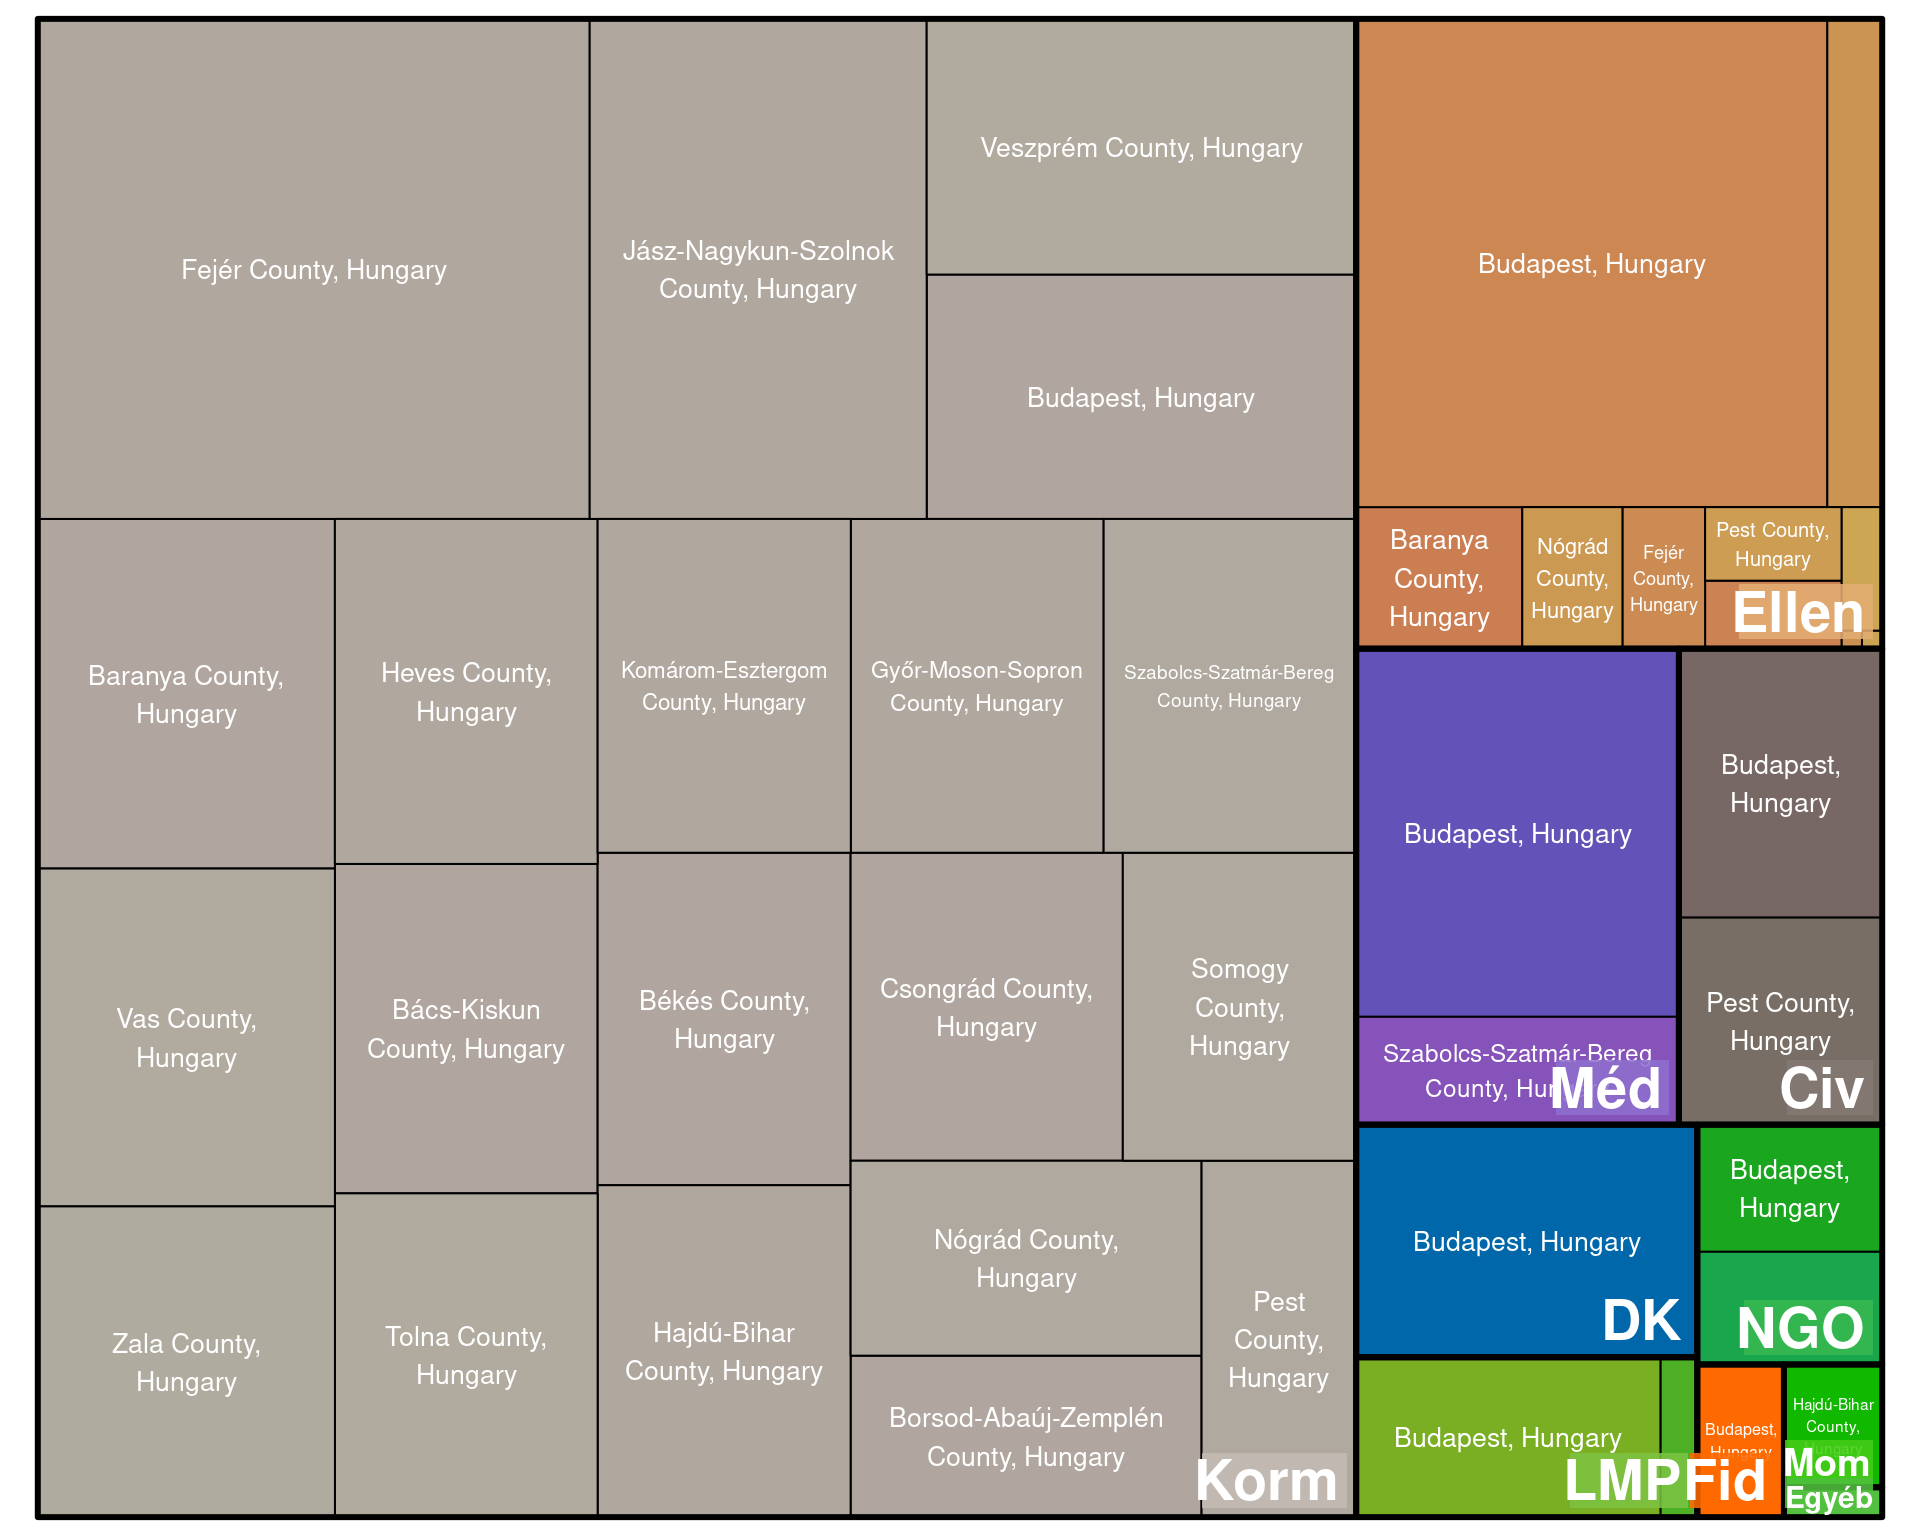 Fejér County, Hungary
Jász-Nagykun-Szolnok
County, Hungary
Veszprém County, Hungary
Budapest, Hungary
Baranya County,
Hungary
Heves County,
Hungary
Komárom-Esztergom
County, Hungary
Győr-Moson-Sopron
County, Hungary
Szabolcs-Szatmár-Bereg
County, Hungary
Vas County,
Hungary
Bács-Kiskun
County, Hungary
Békés County,
Hungary
Csongrád County,
Hungary
Somogy
County,
Hungary
Zala County,
Hungary
Tolna County,
Hungary
Hajdú-Bihar
County, Hungary
Nógrád County,
Hungary
Borsod-Abaúj-Zemplén
County, Hungary
Pest
County,
Hungary
Korm
Budapest, Hungary
Baranya
County,
Hungary
Nógrád
County,
Hungary
Fejér
County,
Hungary
Pest County,
Hungary
Ellen
Budapest, Hungary
Szabolcs-Szatmár-Bereg
County,
Méd
Budapest,
Hungary
Pest County,
Hungary
Civ
Budapest, Hungary
DK
Budapest,
Hungary
NGO
Budapest, Hungary
LMP
Budapest,
Hungary
Fid
Hajdú-Bihar
County,
Hungary
Mom
Egyéb